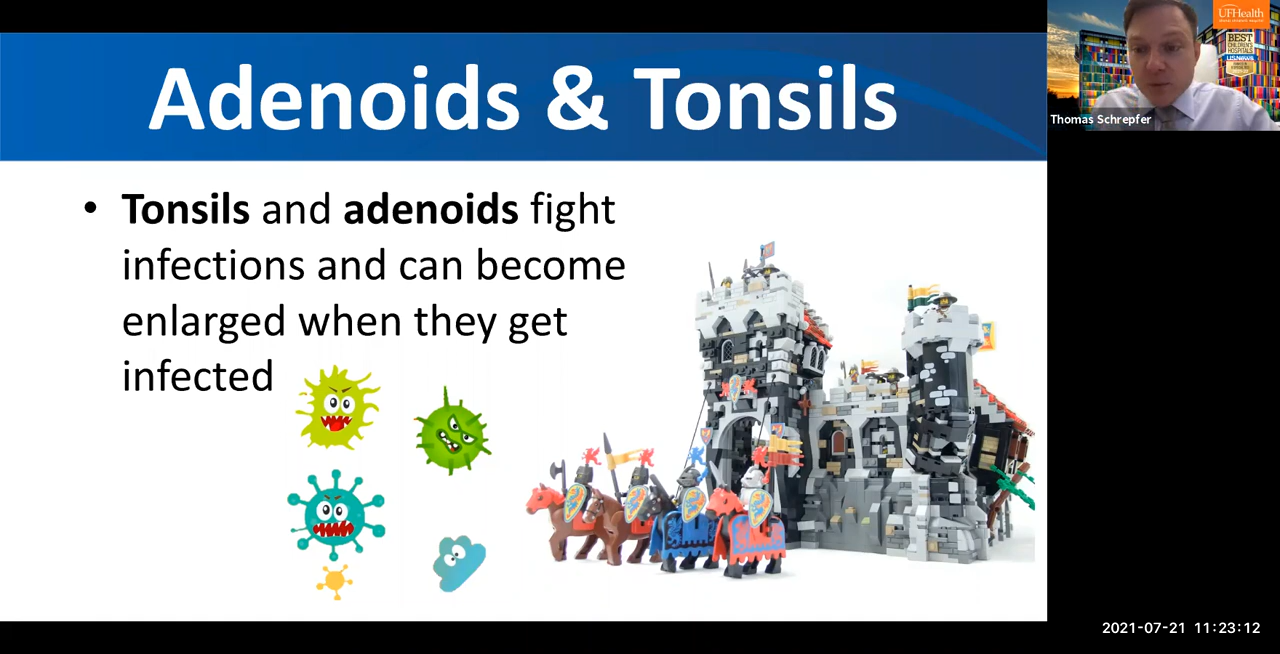 Adenoids & Tonsils
• Tonsils and adenoids fight
infections and can become
enlarged when they get
infected
UFHealth
BEST
CHILDREN'S
HOSPITALS
U.S. News
Thomas Schrepfer
2021-07-21 11:23:12